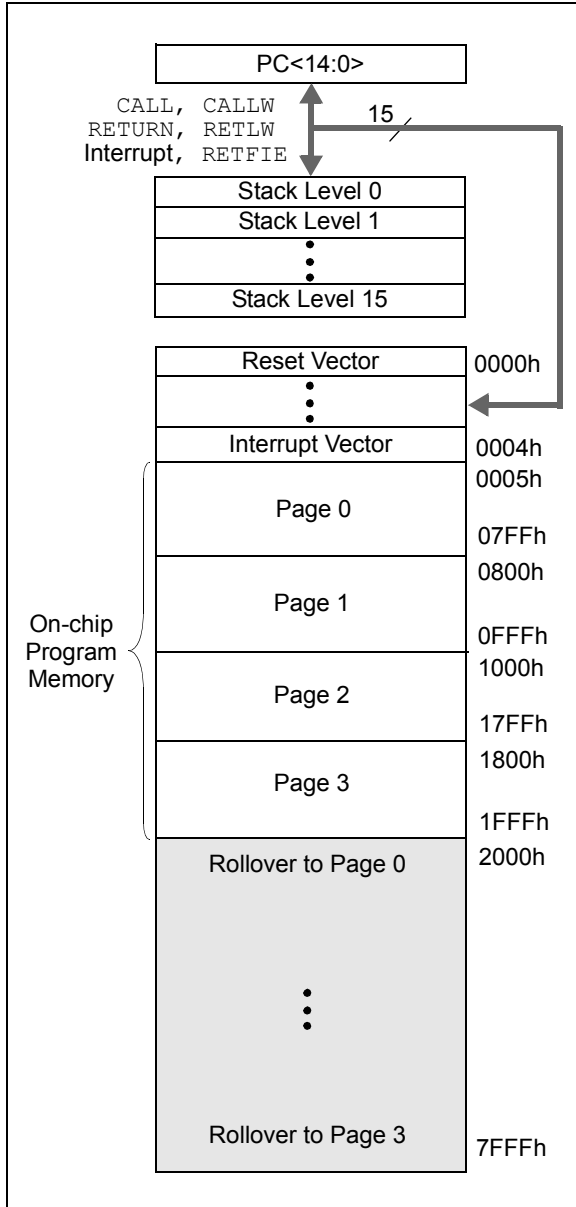 PC<14:0>
CALL, CALLW
RETURN, RETLW
Interrupt, RETFIE
15
Stack Level 0
Stack Level 1
Stack Level 15
Reset Vector
0000h
Interrupt Vector
0004h
0005h
Page 0
07FFh
0800h
Page 1
0FFFh
On-chip
Program
Memory
1000h
Page 2
17FFh
1800h
Page 3
1FFFh
2000h
Rollover to Page 0
Rollover to Page 3
7FFFh